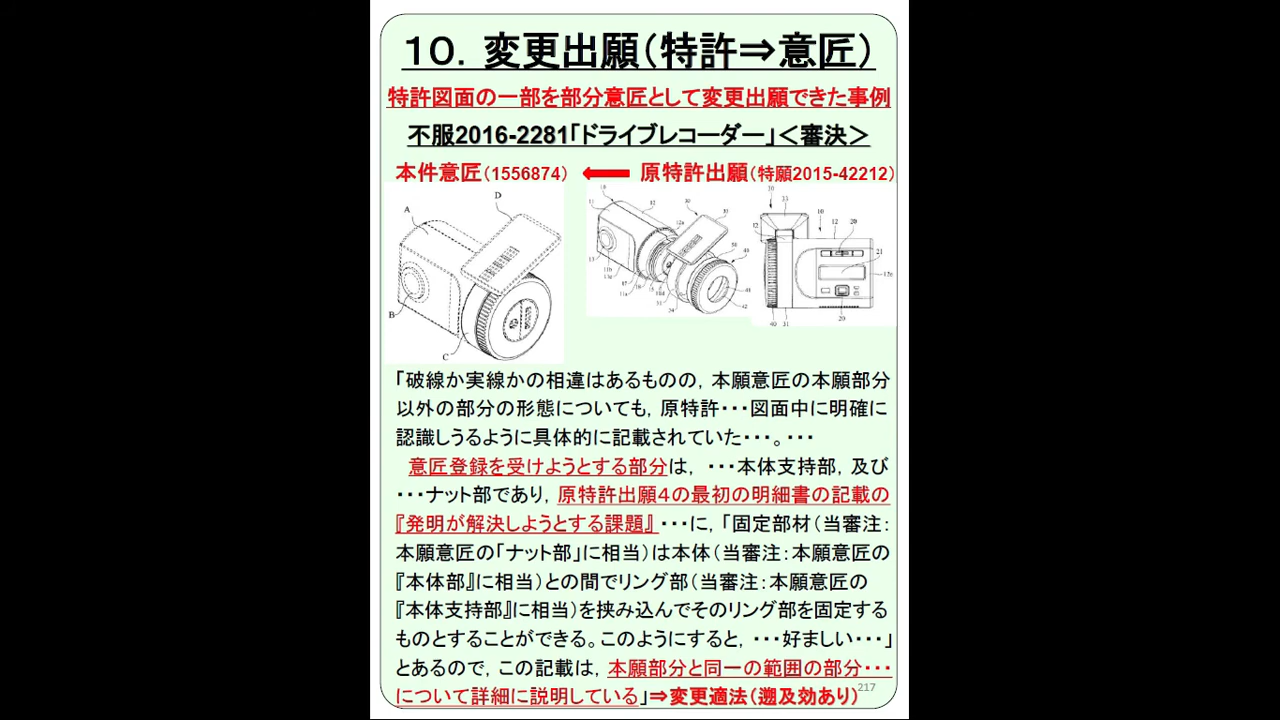 １０．変更出願（特許⇒意匠）
特許図面の一部を部分意匠として変更出願できた事例
不服2016-2281「ドライブレコーダー」＜審決＞
本件意匠（1556874） 原特許出願（特願2015-42212）
A
B
C
D
「破線か実線かの相違はあるものの，本願意匠の本願部分
以外の部分の形態についても，原特許・・・図面中に明確に
認識しうるように具体的に記載されていた・・・。・・・
意匠登録を受けようとする部分は，・・・本体支持部，及び
・・・ナット部であり，原特許出願４の最初の明細書の記載の
『発明が解決しようとする課題』・・・に，「固定部材（当審注：
本願意匠の「ナット部」に相当）は本体（当審注：本願意匠の
『本体部』に相当）との間でリング部（当審注：本願意匠の
『本体支持部』に相当）を挟み込んでそのリング部を固定する
ものとすることができる。このようにすると，・・・好ましい・・・」
とあるので，この記載は，本願部分と同一の範囲の部分・・・
について詳細に説明している」⇒変更適法（遡及効あり）
217